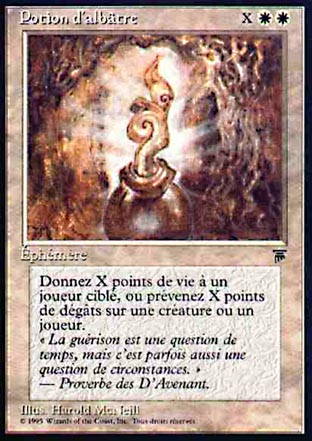 Potion d'albâtre X
Éphémère
Donnez X points de vie à un
joueur ciblé, ou prévenez X points
de dégâts sur une créature ou un
joueur.
« La guérison est une question de
temps, mais c'est parfois aussi une
question de circonstances. »
— Proverbe des D'Avenant.
Illus. Harold McNeill
© 1995 Wizards of the Coast, Inc. Tous droits réservés.